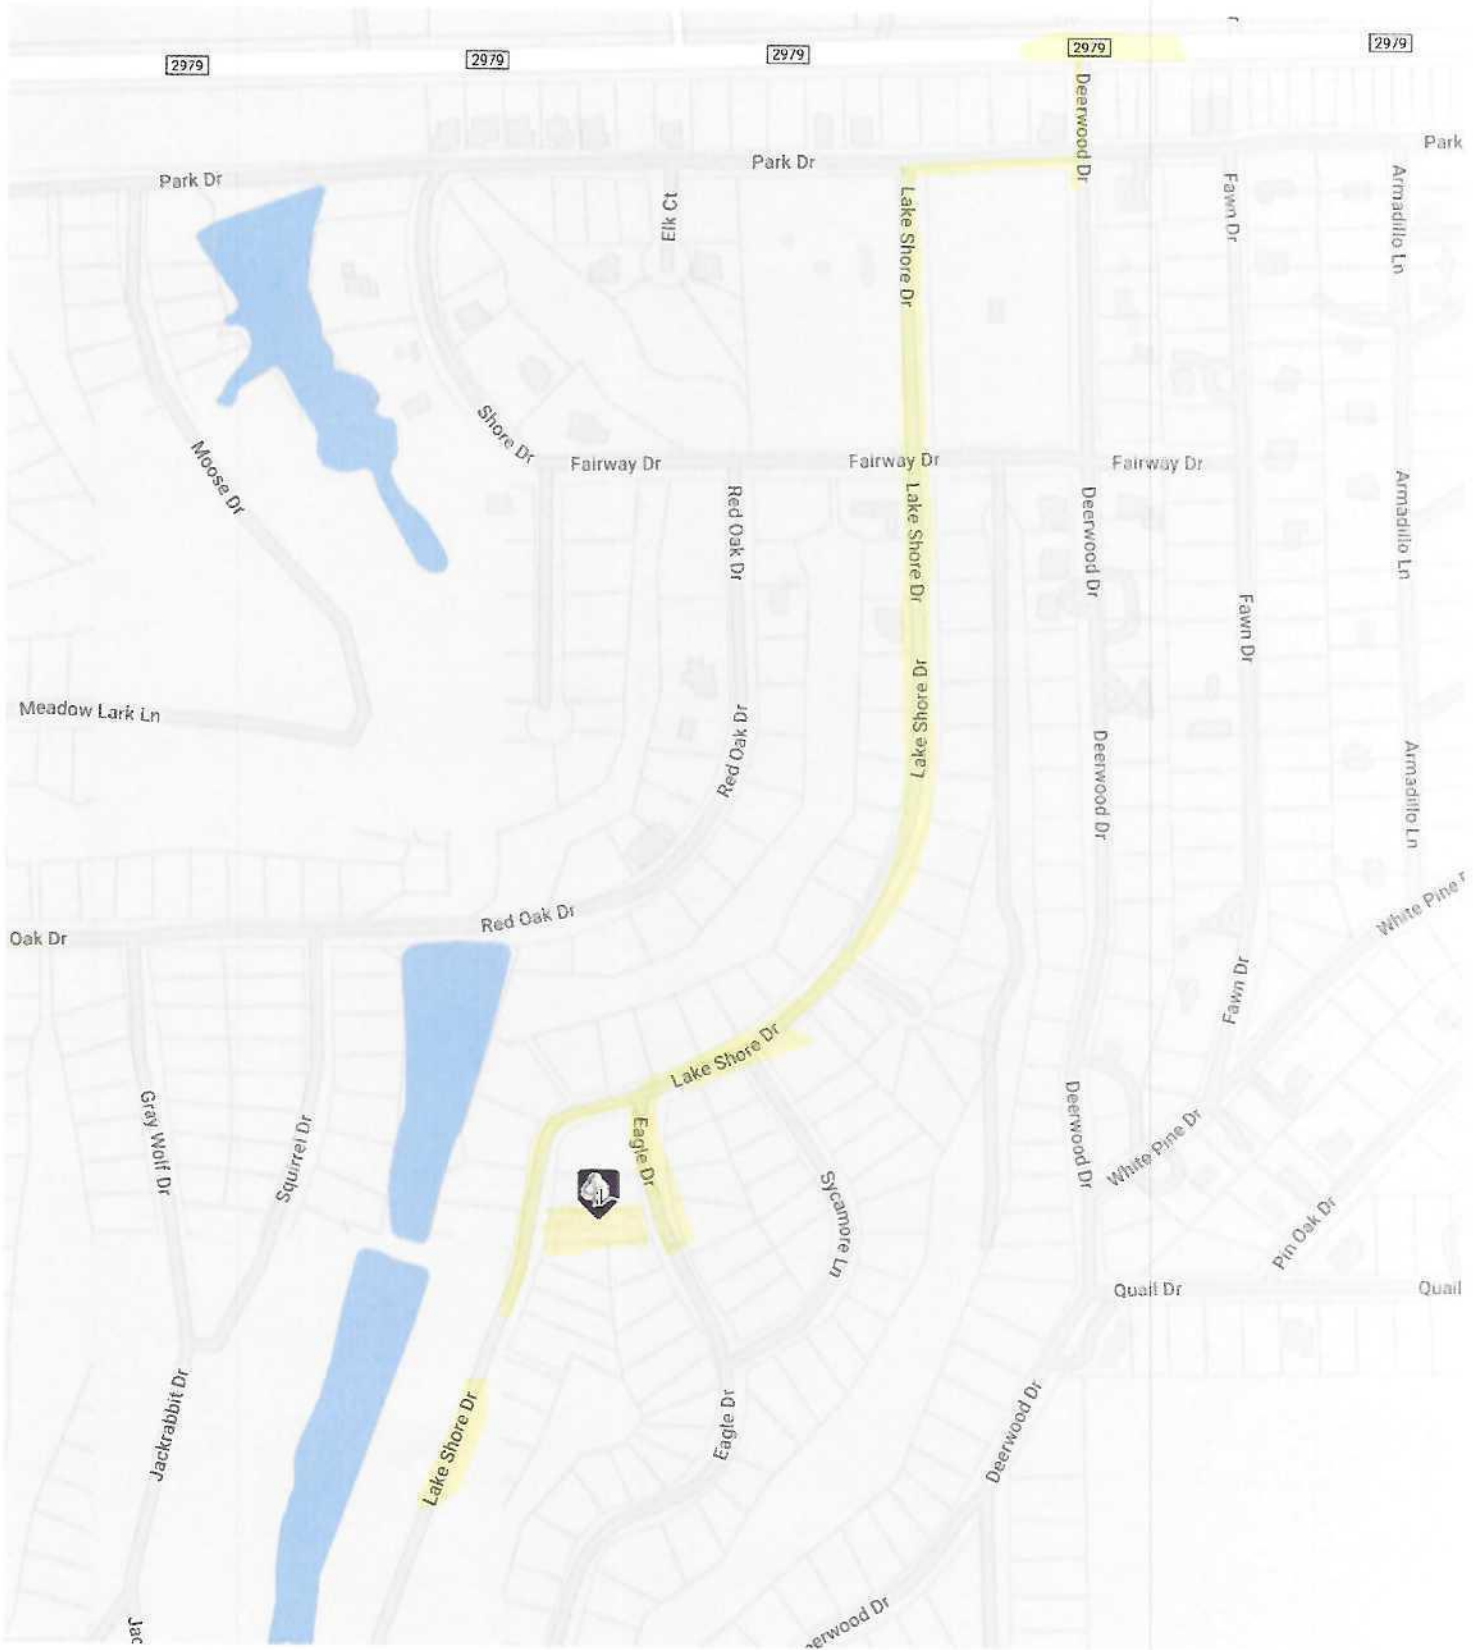 2979
2979
2979
2979
2979
Deerwood Dr
Park Dr
Park Dr
Park
Elk Ct
Lake Shore Dr
Fawn Dr
Armadillo Ln
Shore Dr
Moose Dr
Fairway Dr
Fairway Dr
Fairway Dr
Red Oak Dr
Lake Shore Dr
Deerwood Dr
Armadillo Ln
Fawn Dr
Meadow Lark Ln
Red Oak Dr
Lake Shore Dr
Deerwood Dr
Armadillo Ln
Red Oak Dr
Oak Dr
White Pine
Fawn Dr
Lake Shore Dr
Gray Wolf Dr
Squirrel Dr
Eagle Dr
Sycamore Ln
Deerwood Dr
White Pine Dr
Pin Oak Dr
Quail Dr
Quail
Jackrabbit Dr
Lake Shore Dr
Eagle Dr
Deerwood Dr
erwood Dr
Jac